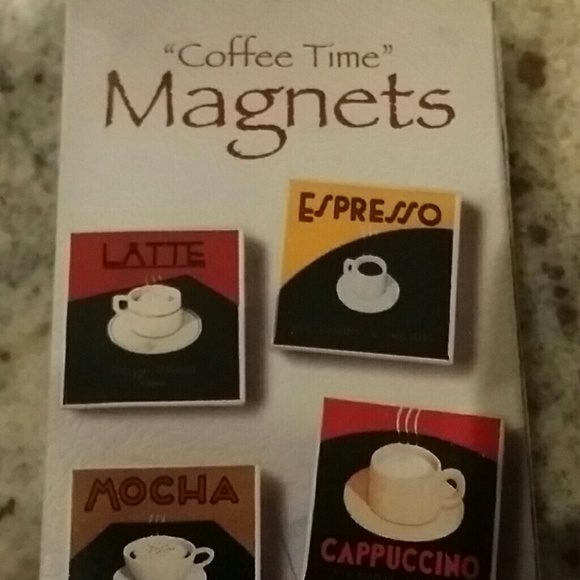 "Coffee Time"
Magnets
ESPRESSO
LATTE
MOCHA
CAPPUCCINO